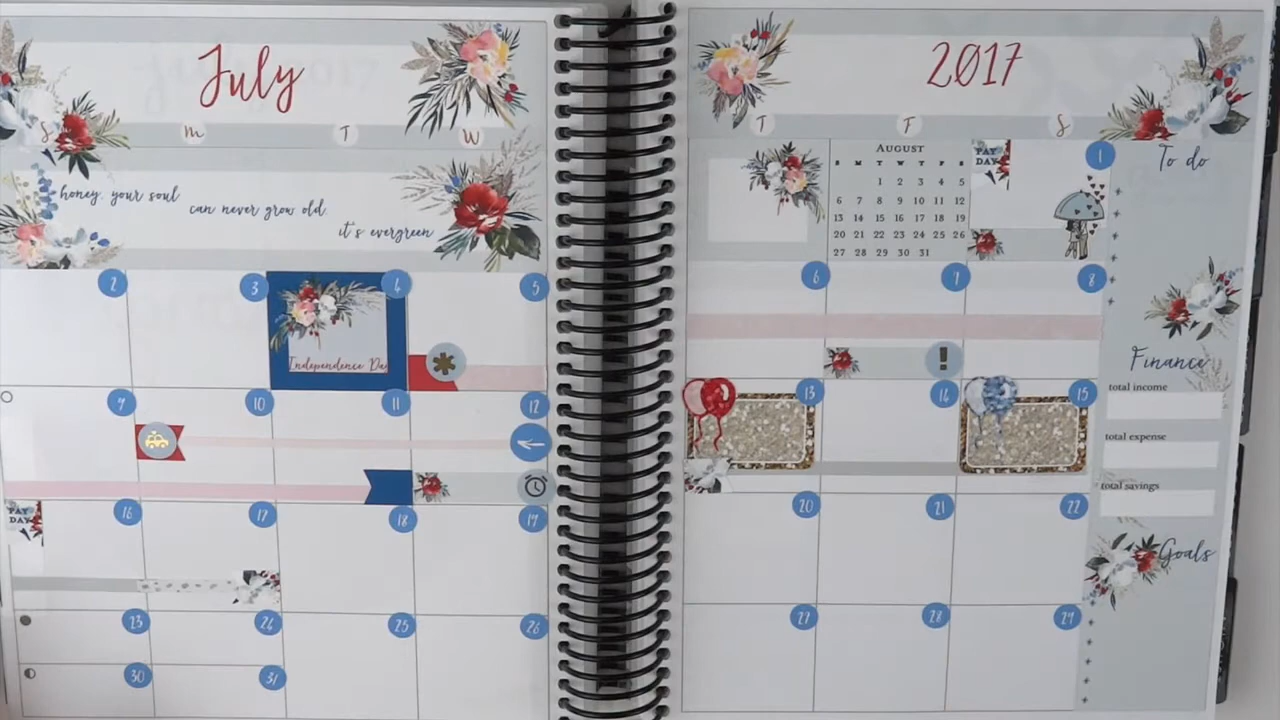 July
2017
S M T W
T F S
honey, your soul
can never grow old
it's evergreen
AUGUST
S M T W T F S
1 2 3 4 5
6 7 8 9 10 11 12
13 14 15 16 17 18 19
20 21 22 23 24 25 26
27 28 29 30 31
PAY
DAY
1
To do
2 3 4 5
6 7 8
Independence Da
!
Finance
total income
total expense
total savings
9 10 11 12
13 14 15
PAY
DAY
16 17 18 19
20 21 22
Goals
23 24 25 26
27 28 29
30 31